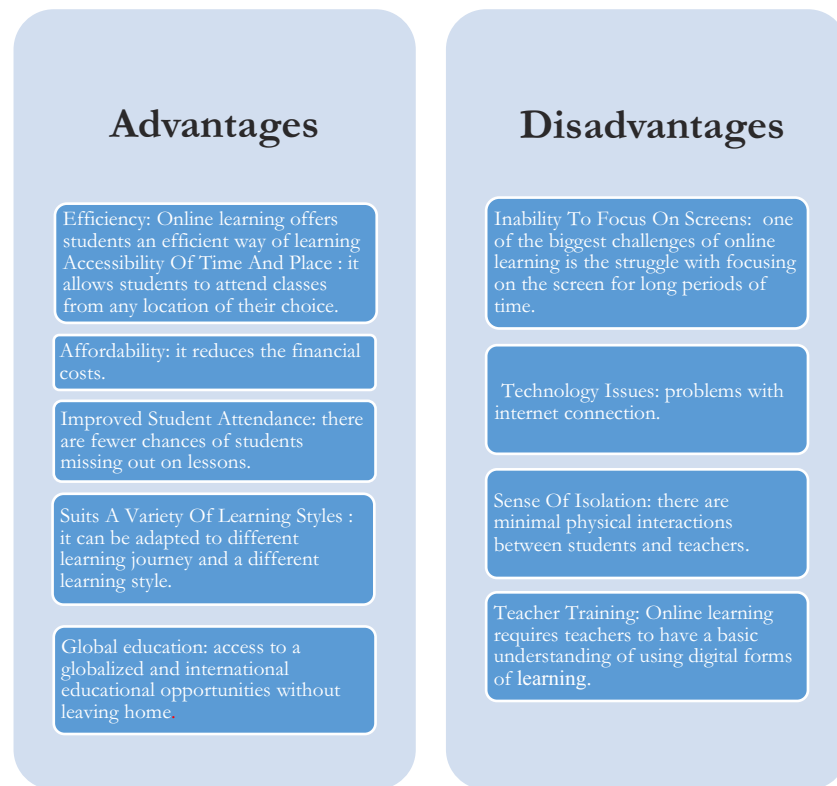 Advantages
Efficiency: Online learning offers
students an efficient way of learning
Accessibility Of Time And Place : it
allows students to attend classes
from any location of their choice.
Affordability: it reduces the financial
costs.
Improved Student Attendance: there
are fewer chances of students
missing out on lessons.
Suits A Variety Of Learning Styles :
it can be adapted to different
learning journey and a different
learning style.
Global education: access to a
globalized and international
educational opportunities without
leaving home.
Disadvantages
Inability To Focus On Screens: one
of the biggest challenges of online
learning is the struggle with focusing
on the screen for long periods of
time.
Technology Issues: problems with
internet connection.
Sense Of Isolation: there are
minimal physical interactions
between students and teachers.
Teacher Training: Online learning
requires teachers to have a basic
understanding of using digital forms
of learning.